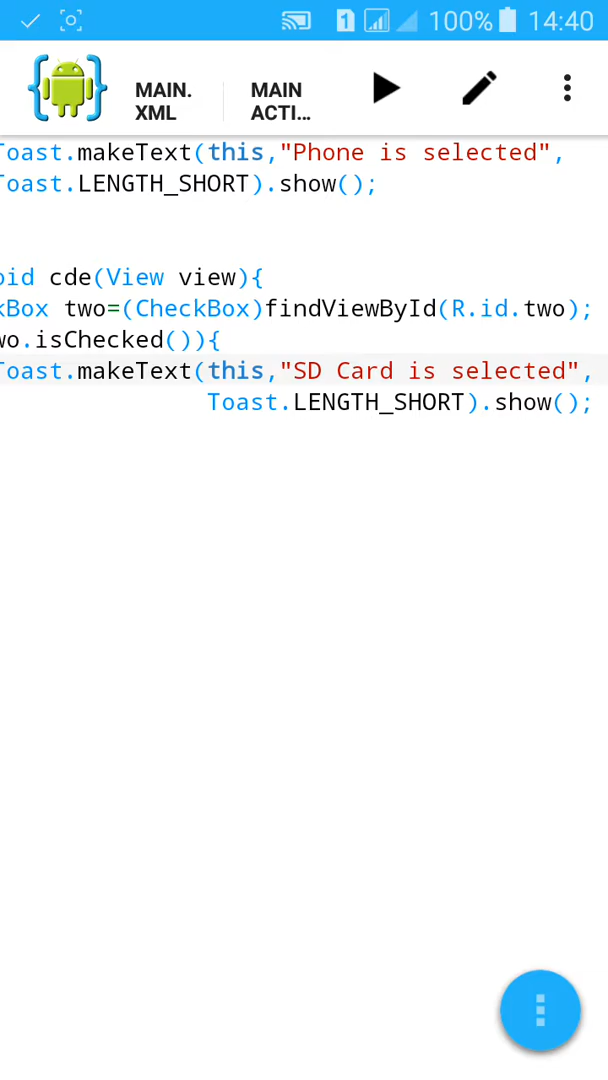 1 100% 14:40
MAIN. MAIN
XML ACTI...
Toast.makeText(this,"Phone is selected",
Toast.LENGTH_SHORT).show();
oid cde(View view){
kBox two=(CheckBox)findViewById(R.id.two);
wo.isChecked()){
Toast.makeText(this,"SD Card is selected",
Toast.LENGTH_SHORT).show();